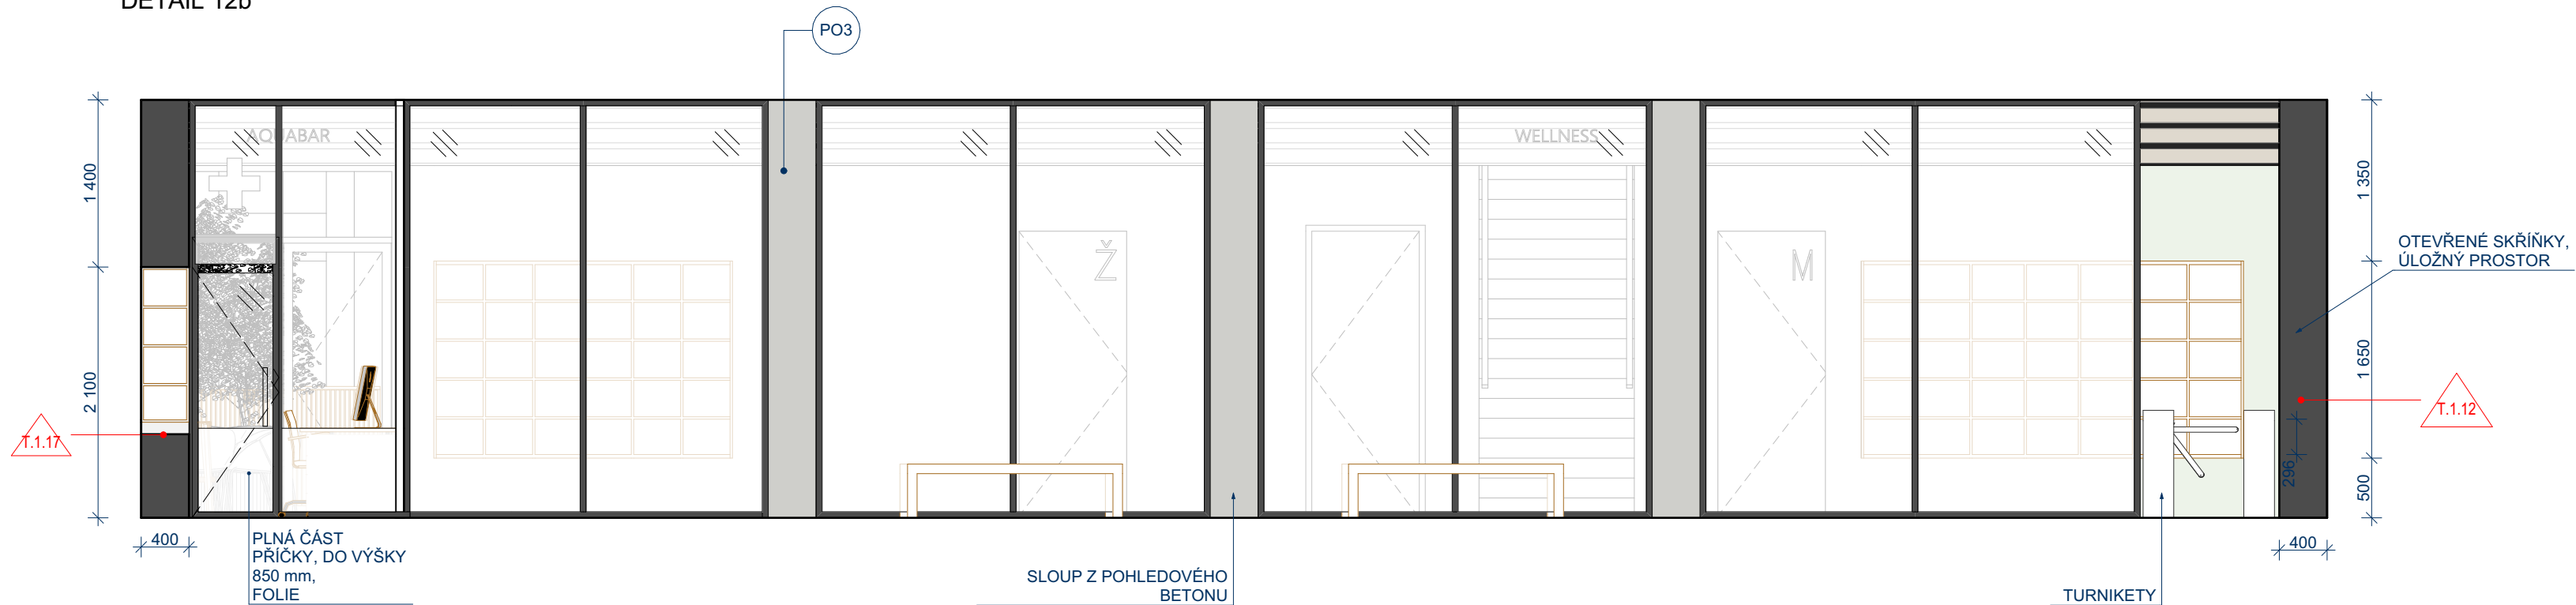 DETAIL 12b
PO3
AQUABAR
WELLNESS
1 400
2 100
1 350
1 650
500
296
Ž
M
OTEVŘENÉ SKŘÍŇKY,
ÚLOŽNÝ PROSTOR
T.1.17
T.1.12
400
400
PLNÁ ČÁST
PŘÍČKY, DO VÝŠKY
850 mm,
FOLIE
SLOUP Z POHLEDOVÉHO
BETONU
TURNIKETY